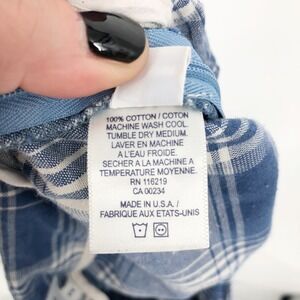 100% COTTON / COTON
MACHINE WASH COOL.
TUMBLE DRY MEDIUM.
LAVER EN MACHINE
A L'EAU FROIDE.
SECHER A LA MACHINE A
TEMPERATURE MOYENNE.
RN 116219
CA 00234
MADE IN U.S.A. /
FABRIQUE AUX ETATS-UNIS